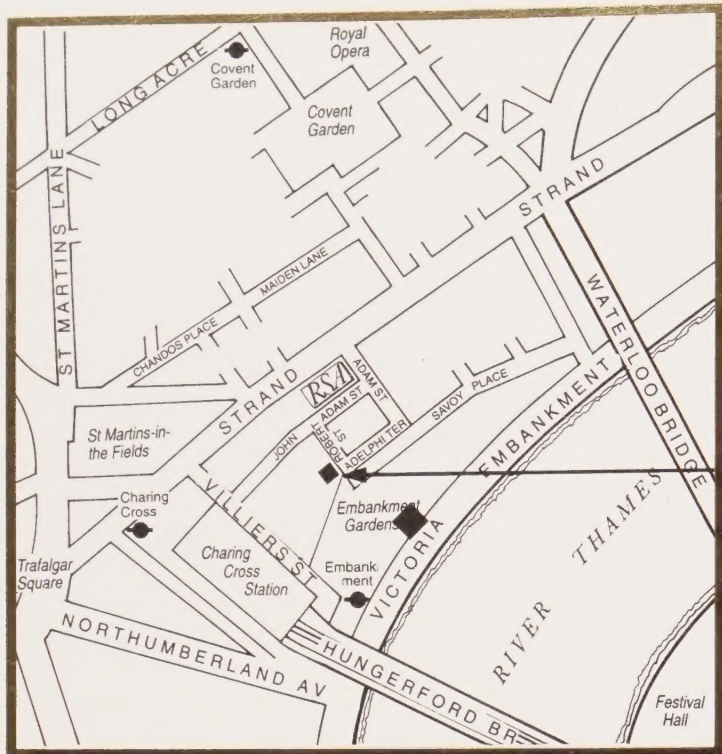 Royal
Opera
Covent
Garden
LONG ACRE
Covent
Garden
ST MARTINS LANE
STRAND
MAIDEN LANE
CHANDOS PLACE
WATERLOO BRIDGE
STRAND
RSA
ADAM ST
JOHN ADAM ST
ROBERT ST
ADELPHI TER
SAVOY PLACE
VICTORIA EMBANKMENT
St Martins-in-
the Fields
Embankment
Gardens
RIVER THAMES
Charing
Cross
VILLIERS ST
Charing
Cross
Station
Embank
ment
Trafalgar
Square
NORTHUMBERLAND AV
HUNGERFORD BR
Festival
Hall